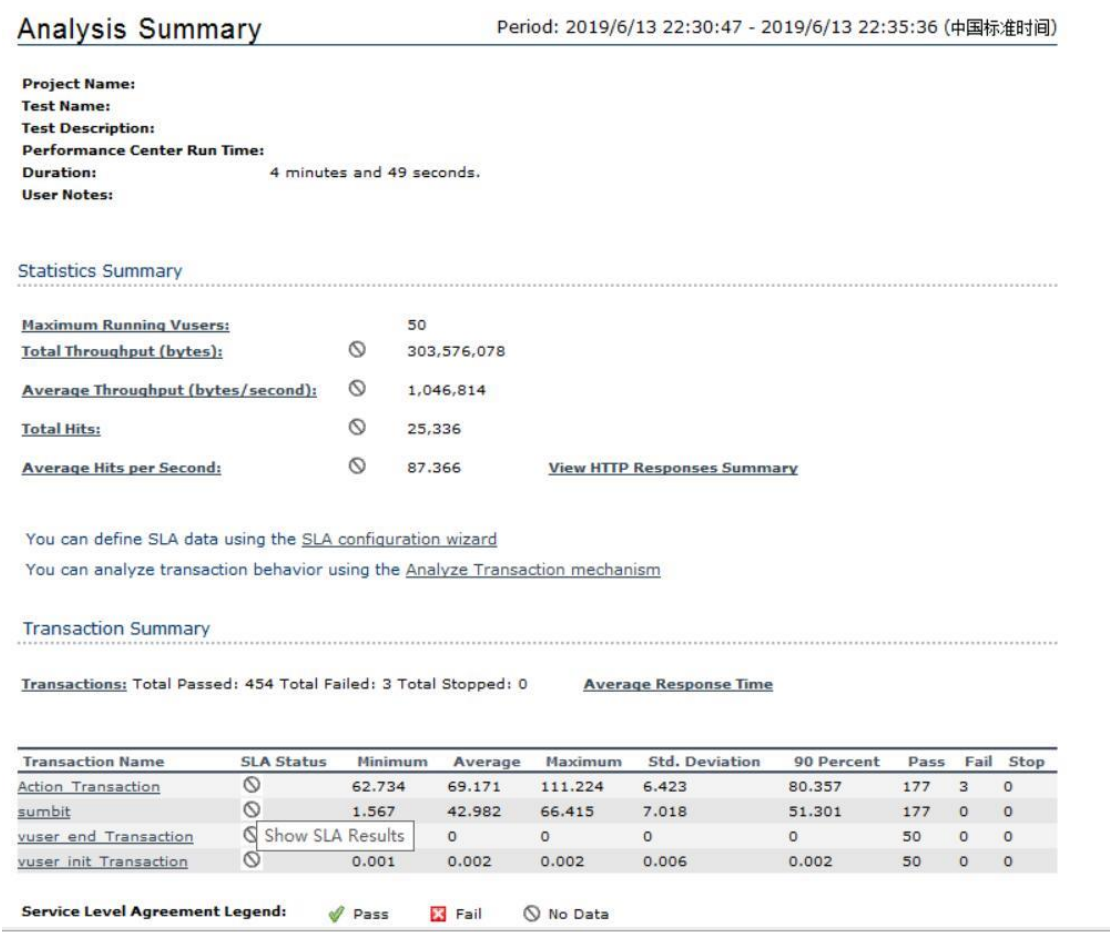 Analysis Summary Period: 2019/6/13 22:30:47 - 2019/6/13 22:35:36 (中国标准时间)
Project Name:
Test Name:
Test Description:
Performance Center Run Time:
Duration: 4 minutes and 49 seconds.
User Notes:
Statistics Summary
Maximum Running Vusers: 50
Total Throughput (bytes): 303,576,078
Average Throughput (bytes/second): 1,046,814
Total Hits: 25,336
Average Hits per Second: 87.366 View HTTP Responses Summary
You can define SLA data using the SLA configuration wizard
You can analyze transaction behavior using the Analyze Transaction mechanism
Transaction Summary
Transactions: Total Passed: 454 Total Failed: 3 Total Stopped: 0 Average Response Time
Transaction Name SLA Status Minimum Average Maximum Std. Deviation 90 Percent Pass Fail Stop
Action_Transaction 62.734 69.171 111.224 6.423 80.357 177 3 0
sumbit 1.567 42.982 66.415 7.018 51.301 177 0 0
vuser_end_Transaction Show SLA Results 0 0 0 0 50 0 0
vuser_init_Transaction 0.001 0.002 0.002 0.006 0.002 50 0 0
Service Level Agreement Legend: Pass Fail No Data